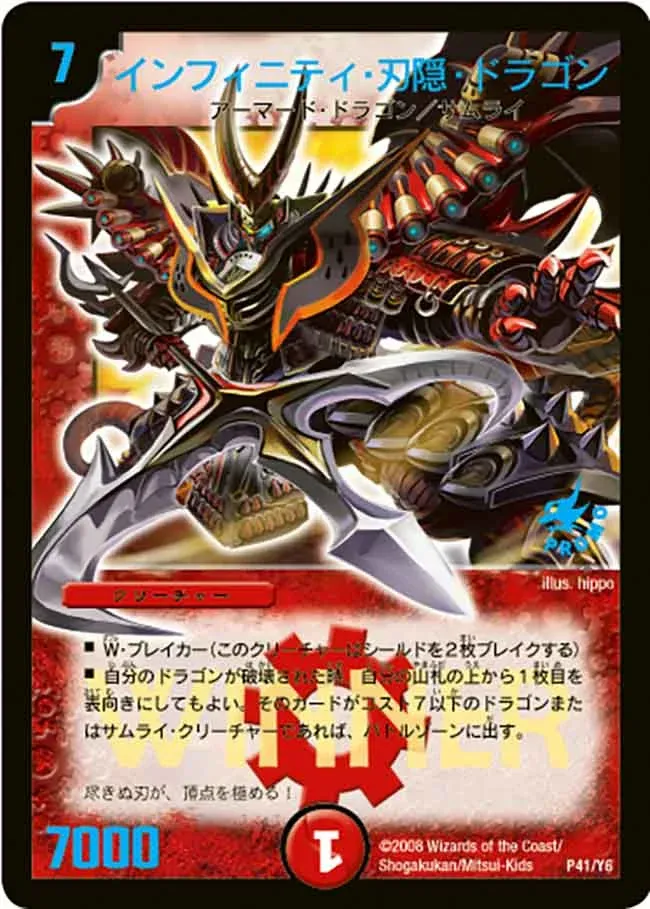 7
インフィニティ・刃隠・ドラゴン
アーマード・ドラゴン／サムライ
PROMO
illus. hippo
クリーチャー
■ W・ブレイカー(このクリーチャーはシールドを２枚ブレイクする)
■ 自分のドラゴンが破壊された時、自分の山札の上から１枚目を
表向きにしてもよい。そのカードがコスト７以下のドラゴンまた
はサムライ・クリーチャーであれば、バトルゾーンに出す。
WINNER
尽きぬ刃が、頂点を極める！
7000
1
©2008 Wizards of the Coast/
Shogakukan/Mitsui-Kids
P41/Y6